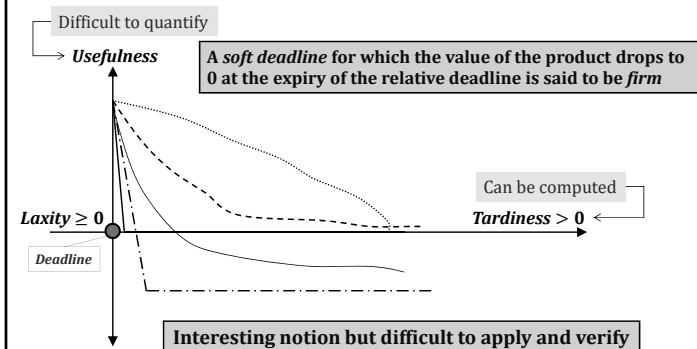 Difficult to quantify
Usefulness
A soft deadline for which the value of the product drops to
0 at the expiry of the relative deadline is said to be firm
Can be computed
Laxity ≥ 0
Tardiness > 0
Deadline
Interesting notion but difficult to apply and verify